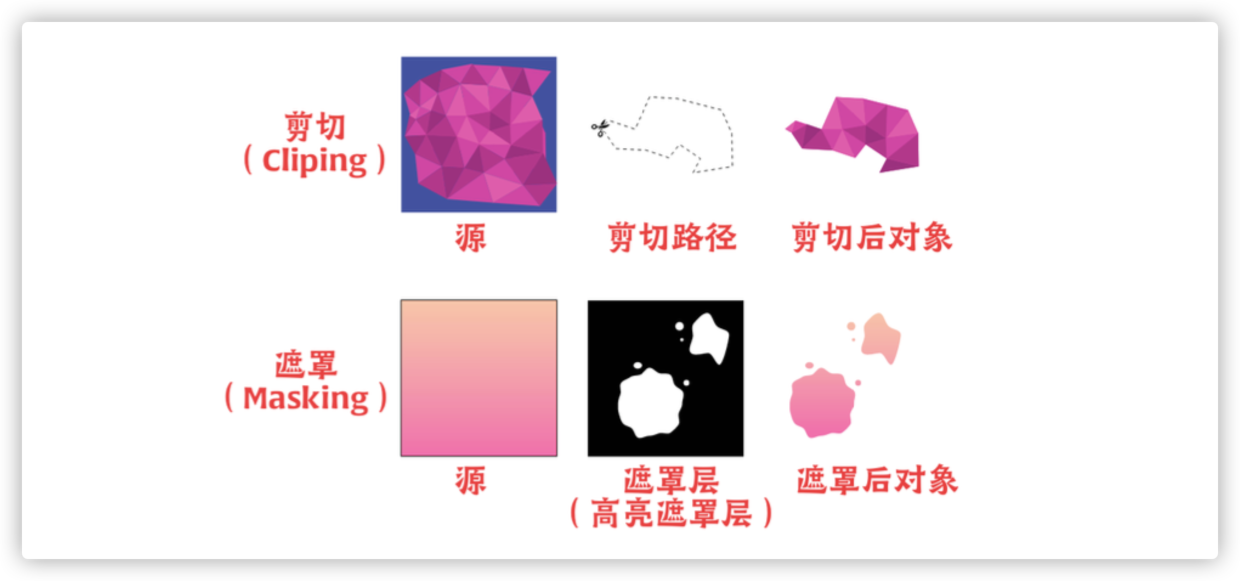 剪切
（Cliping）
源
剪切路径
剪切后对象
遮罩
（Masking）
源
遮罩层
（高亮遮罩层）
遮罩后对象